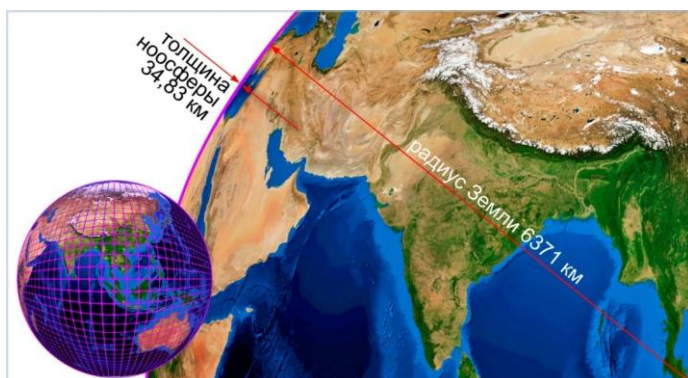 толщина
ноосферы
34,83 км
радиус Земли 6371 км